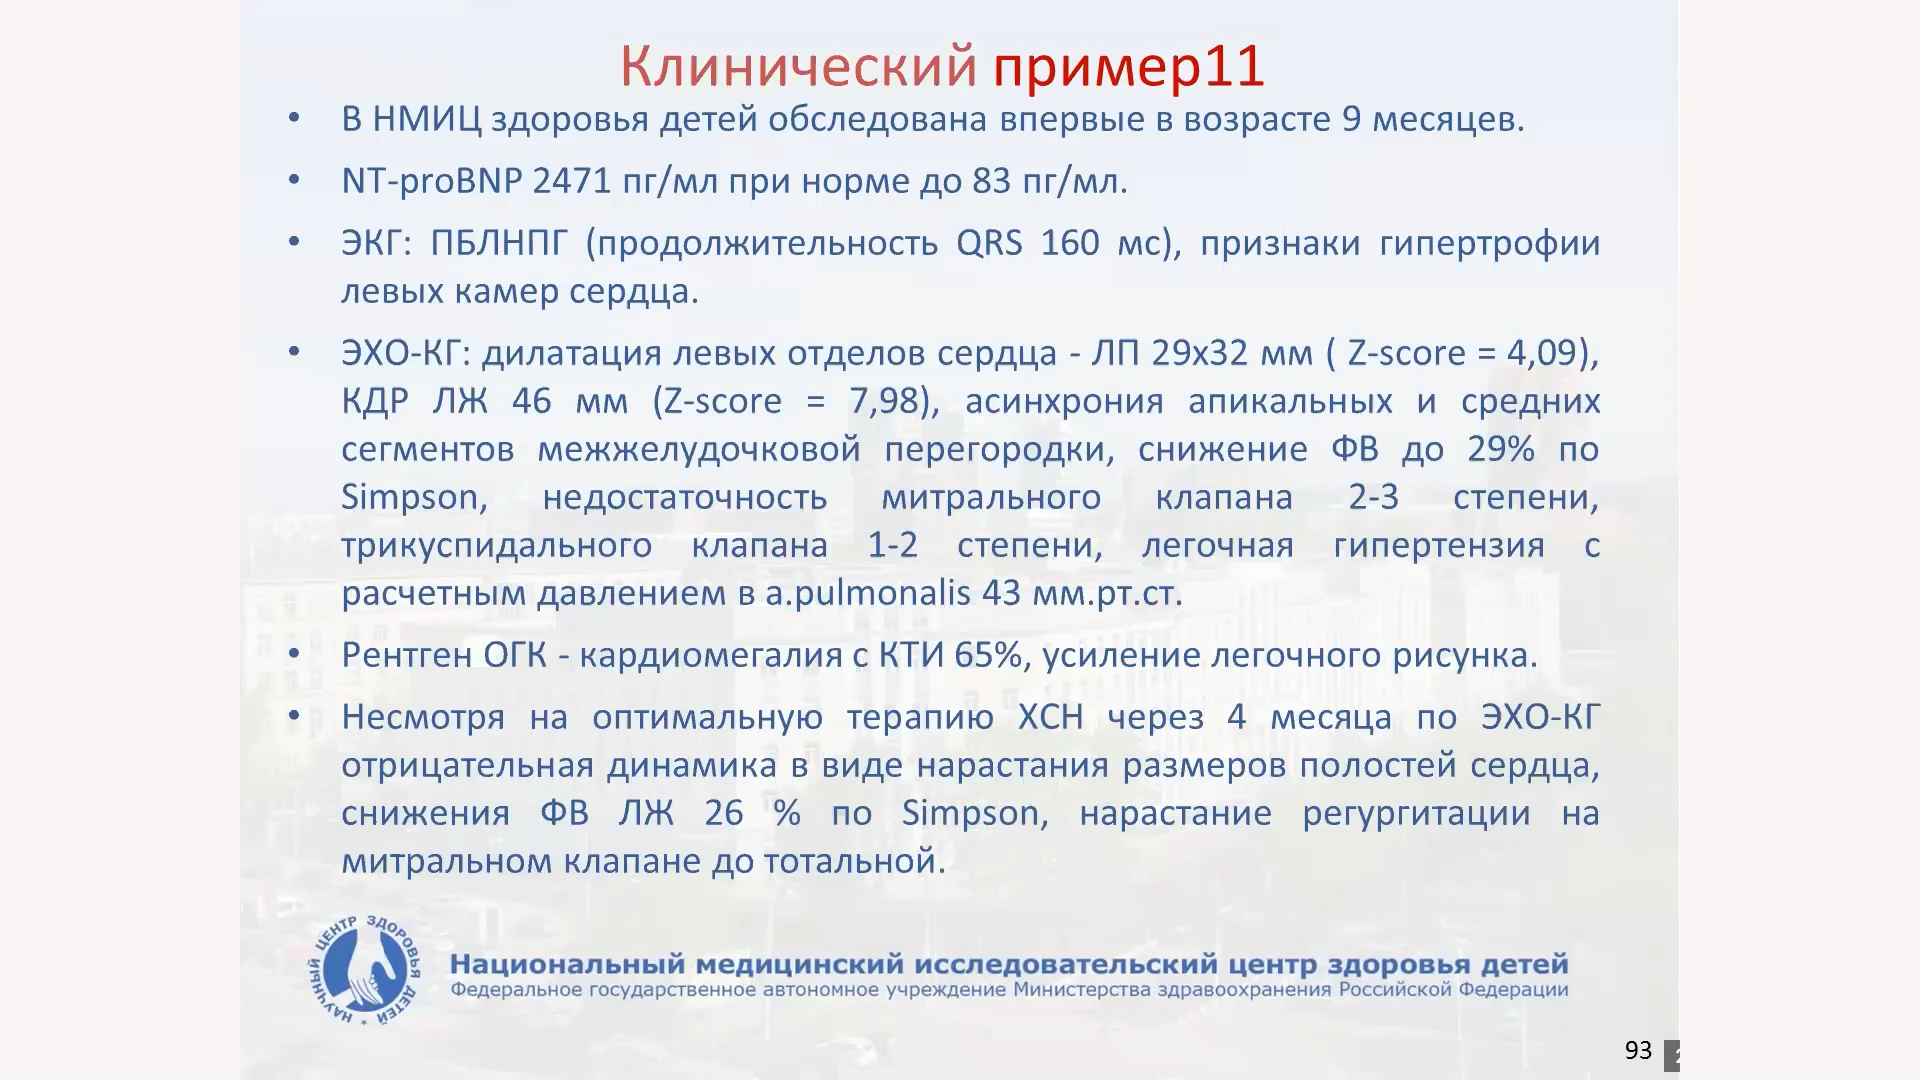 Клинический пример11
• В НМИЦ здоровья детей обследована впервые в возрасте 9 месяцев.
• NT-proBNP 2471 пг/мл при норме до 83 пг/мл.
• ЭКГ: ПБЛНПГ (продолжительность QRS 160 мс), признаки гипертрофии
левых камер сердца.
• ЭХО-КГ: дилатация левых отделов сердца - ЛП 29х32 мм ( Z-score = 4,09),
КДР ЛЖ 46 мм (Z-score = 7,98), асинхрония апикальных и средних
сегментов межжелудочковой перегородки, снижение ФВ до 29% по
Simpson, недостаточность митрального клапана 2-3 степени,
трикуспидального клапана 1-2 степени, легочная гипертензия с
расчетным давлением в a.pulmonalis 43 мм.рт.ст.
• Рентген ОГК - кардиомегалия с КТИ 65%, усиление легочного рисунка.
• Несмотря на оптимальную терапию ХСН через 4 месяца по ЭХО-КГ
отрицательная динамика в виде нарастания размеров полостей сердца,
снижения ФВ ЛЖ 26 % по Simpson, нарастание регургитации на
митральном клапане до тотальной.
НАУЧНЫЙ ЦЕНТР ЗДОРОВЬЯ ДЕТЕЙ
Национальный медицинский исследовательский центр здоровья детей
Федеральное государственное автономное учреждение Министерства здравоохранения Российской Федерации
93